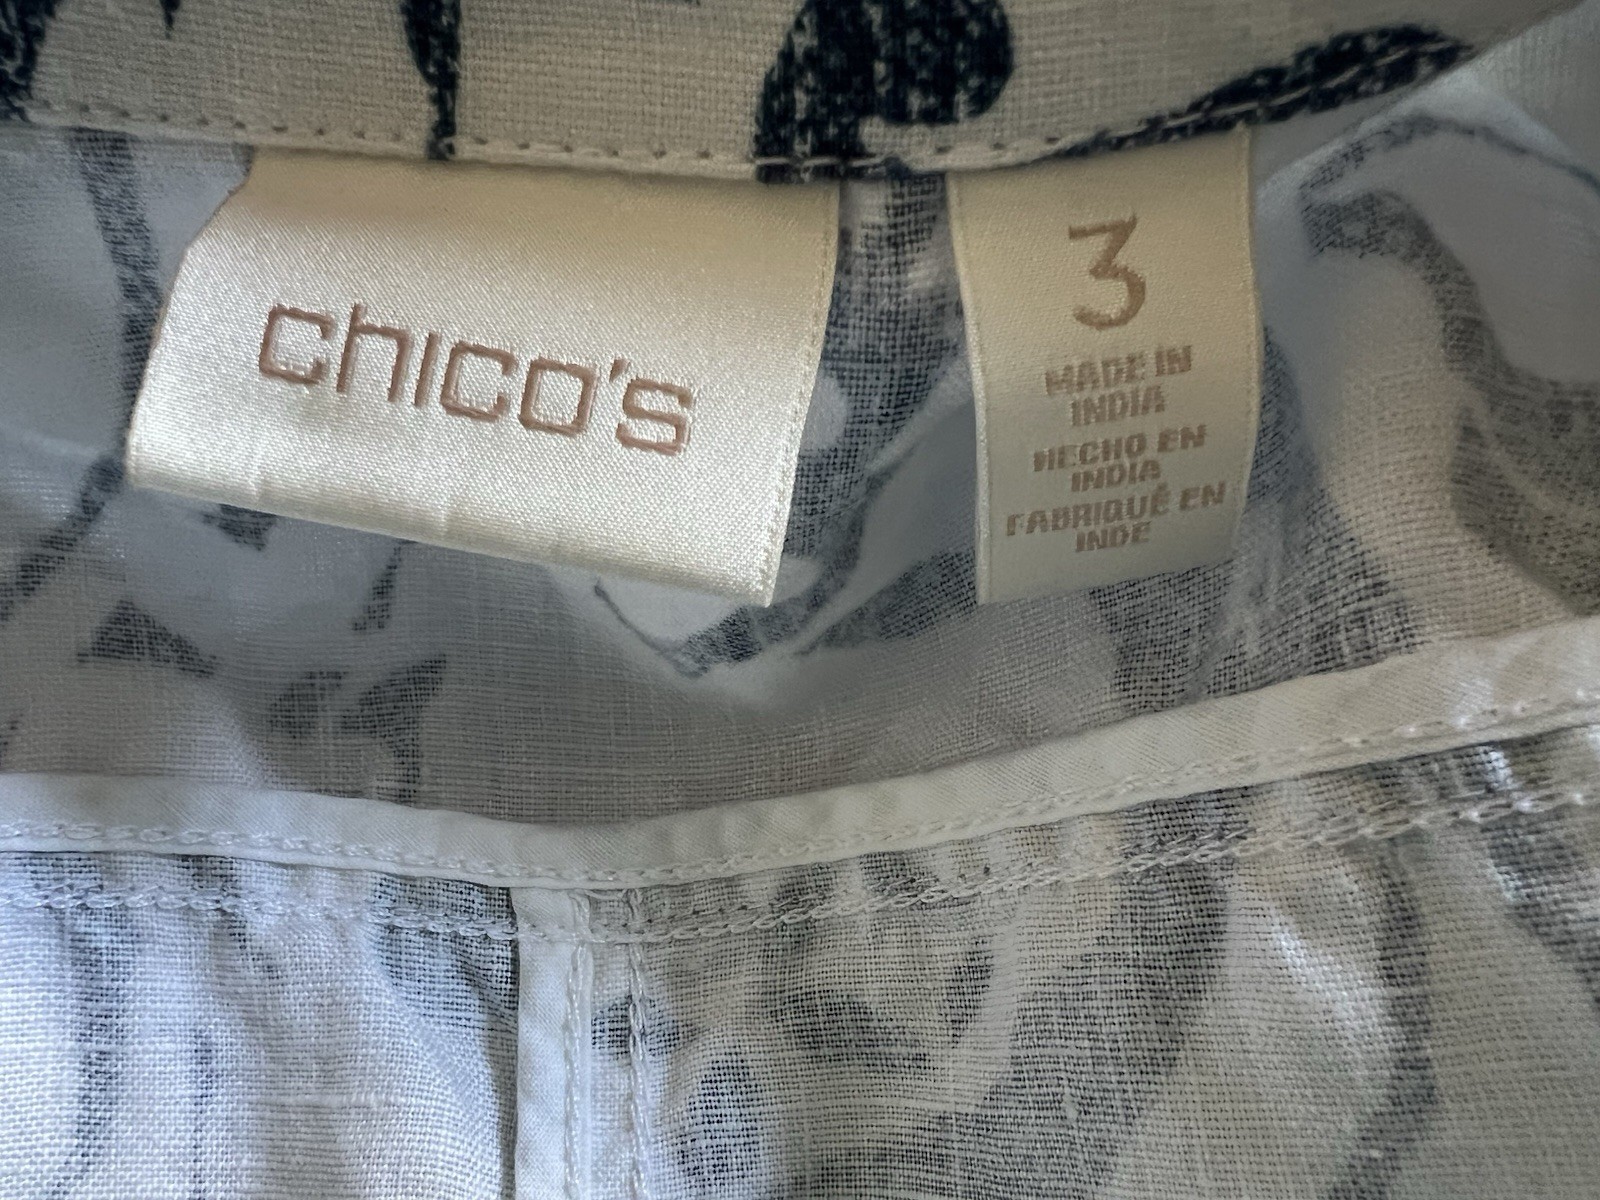 chico's
3
MADE IN
INDIA
HECHO EN
INDIA
FABRIQUÉ EN
INDE